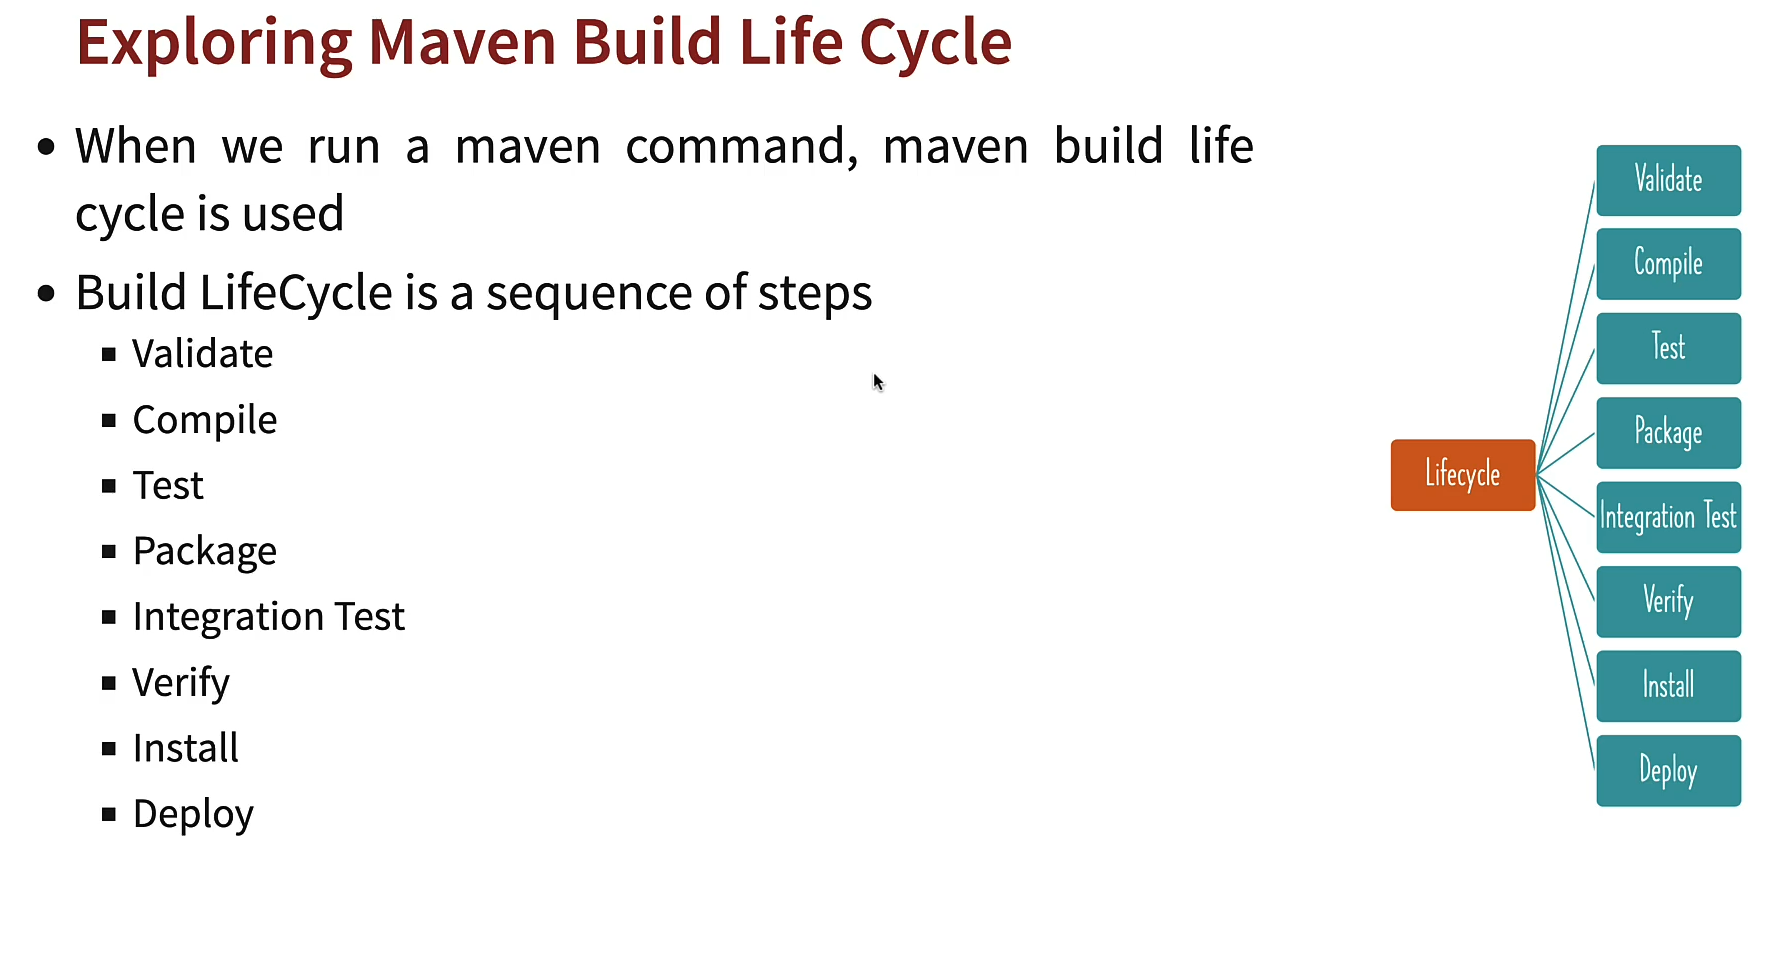 Exploring Maven Build Life Cycle
• When we run a maven command, maven build life
cycle is used
• Build LifeCycle is a sequence of steps
▪ Validate
▪ Compile
▪ Test
▪ Package
▪ Integration Test
▪ Verify
▪ Install
▪ Deploy
Lifecycle
Validate
Compile
Test
Package
Integration Test
Verify
Install
Deploy